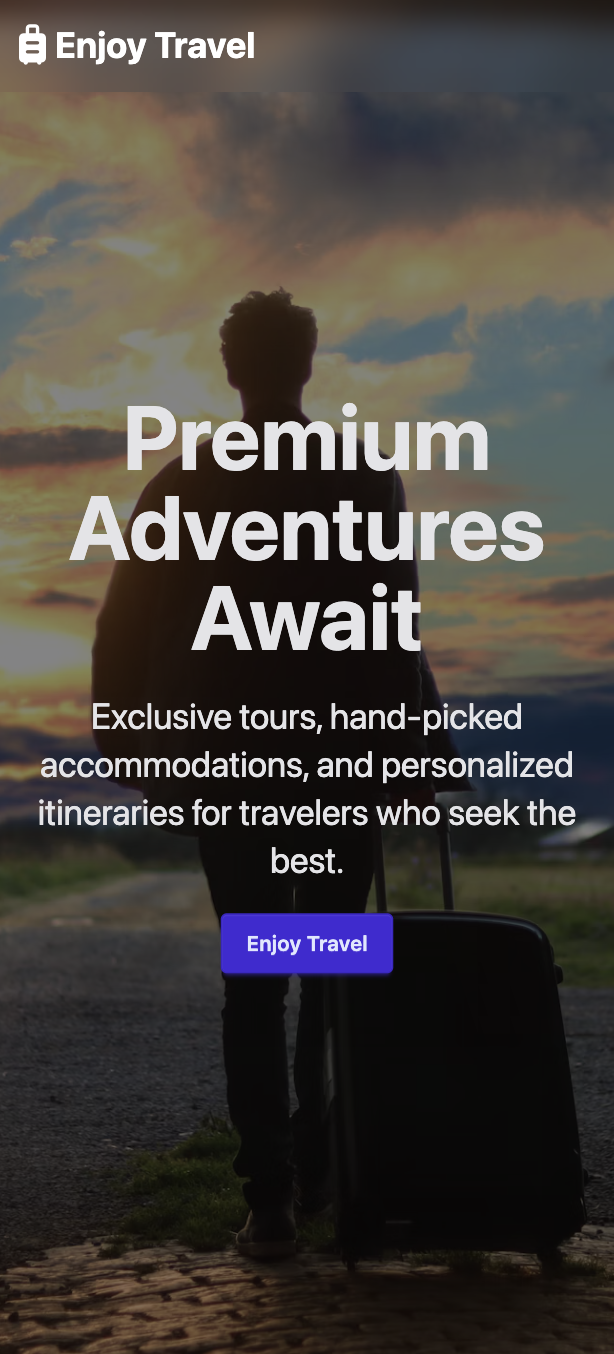 Enjoy Travel
Premium
Adventures
Await
Exclusive tours, hand-picked
accommodations, and personalized
itineraries for travelers who seek the
best.
Enjoy Travel